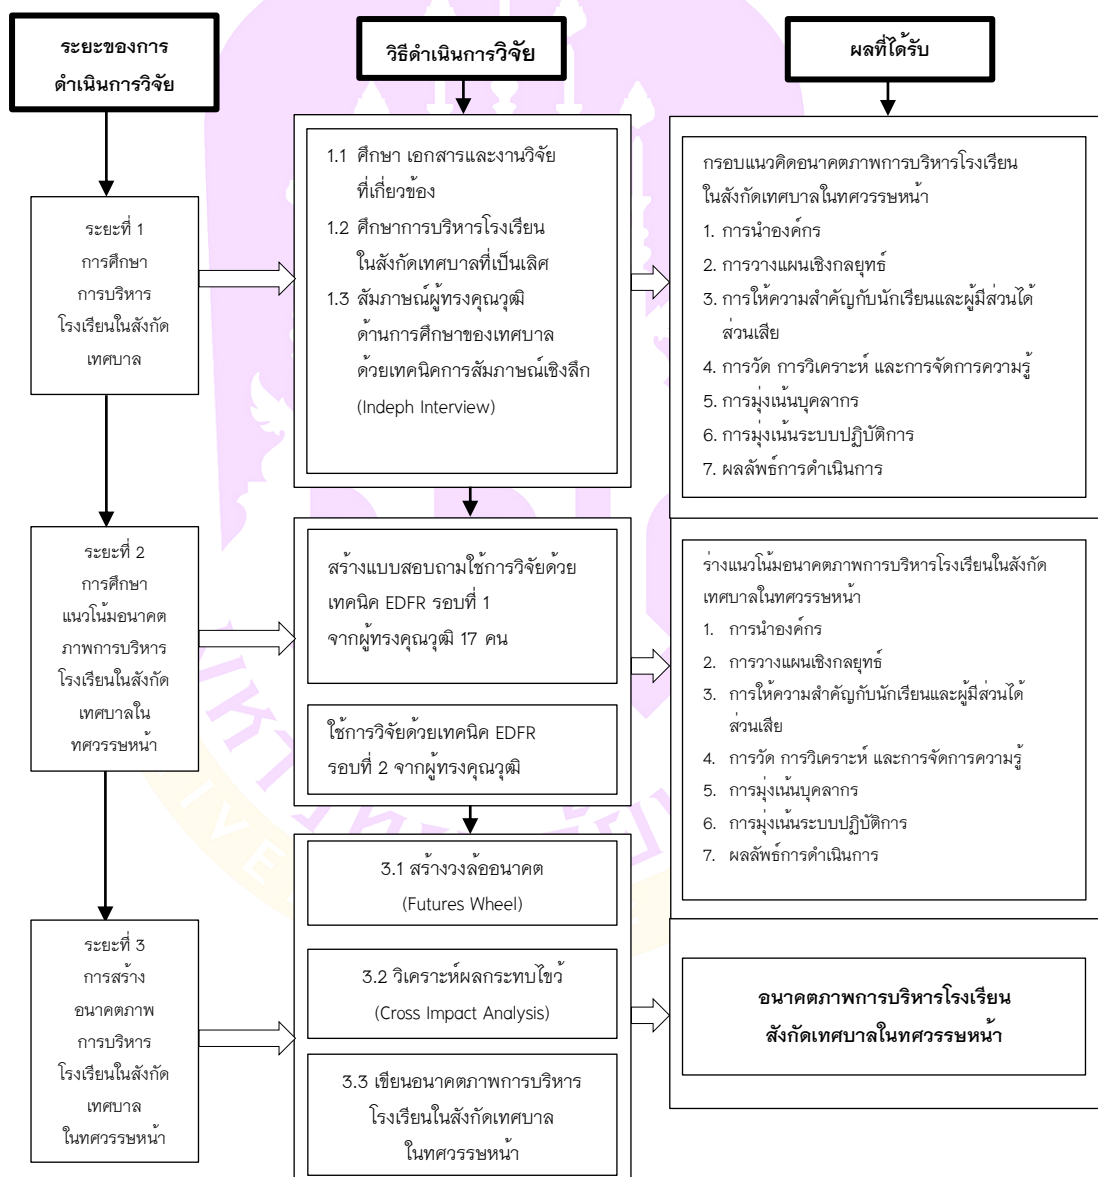 ระยะของการ
ดำเนินการวิจัย
วิธีดำเนินการวิจัย
ผลที่ได้รับ
ระยะที่ 1
การศึกษา
การบริหาร
โรงเรียนในสังกัด
เทศบาล
1.1 ศึกษา เอกสารและงานวิจัย
ที่เกี่ยวข้อง
1.2 ศึกษาการบริหารโรงเรียน
ในสังกัดเทศบาลที่เป็นเลิศ
1.3 สัมภาษณ์ผู้ทรงคุณวุฒิ
ด้านการศึกษาของเทศบาล
ด้วยเทคนิคการสัมภาษณ์เชิงลึก
(Indeph Interview)
กรอบแนวคิดอนาคตภาพการบริหารโรงเรียน
ในสังกัดเทศบาลในทศวรรษหน้า
1. การนำองค์กร
2. การวางแผนเชิงกลยุทธ์
3. การให้ความสำคัญกับนักเรียนและผู้มีส่วนได้
ส่วนเสีย
4. การวัด การวิเคราะห์ และการจัดการความรู้
5. การมุ่งเน้นบุคลากร
6. การมุ่งเน้นระบบปฏิบัติการ
7. ผลลัพธ์การดำเนินการ
ระยะที่ 2
การศึกษา
แนวโน้มอนาคต
ภาพการบริหาร
โรงเรียนในสังกัด
เทศบาลใน
ทศวรรษหน้า
สร้างแบบสอบถามใช้การวิจัยด้วย
เทคนิค EDFR รอบที่ 1
จากผู้ทรงคุณวุฒิ 17 คน
ใช้การวิจัยด้วยเทคนิค EDFR
รอบที่ 2 จากผู้ทรงคุณวุฒิ
ร่างแนวโน้มอนาคตภาพการบริหารโรงเรียนในสังกัด
เทศบาลในทศวรรษหน้า
1. การนำองค์กร
2. การวางแผนเชิงกลยุทธ์
3. การให้ความสำคัญกับนักเรียนและผู้มีส่วนได้
ส่วนเสีย
4. การวัด การวิเคราะห์ และการจัดการความรู้
5. การมุ่งเน้นบุคลากร
6. การมุ่งเน้นระบบปฏิบัติการ
7. ผลลัพธ์การดำเนินการ
ระยะที่ 3
การสร้าง
อนาคตภาพ
การบริหาร
โรงเรียนในสังกัด
เทศบาล
ในทศวรรษหน้า
3.1 สร้างวงล้ออนาคต
(Futures Wheel)
3.2 วิเคราะห์ผลกระทบไขว้
(Cross Impact Analysis)
3.3 เขียนอนาคตภาพการบริหาร
โรงเรียนในสังกัดเทศบาล
ในทศวรรษหน้า
อนาคตภาพการบริหารโรงเรียน
สังกัดเทศบาลในทศวรรษหน้า